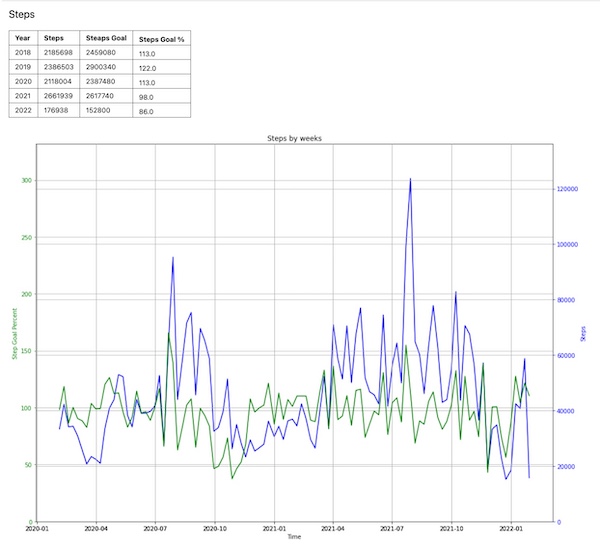 Steps
Year Steps Steaps Goal Steps Goal %
2018 2185698 2459080 113.0
2019 2386503 2900340 122.0
2020 2118004 2387480 113.0
2021 2661939 2617740 98.0
2022 176938 152800 86.0
Steps by weeks
300
250
200
150
100
50
0
Step Goal Percent
120000
100000
80000
60000
40000
20000
0
Steps
2020-01 2020-04 2020-07 2020-10 2021-01 2021-04 2021-07 2021-10 2022-01
Time